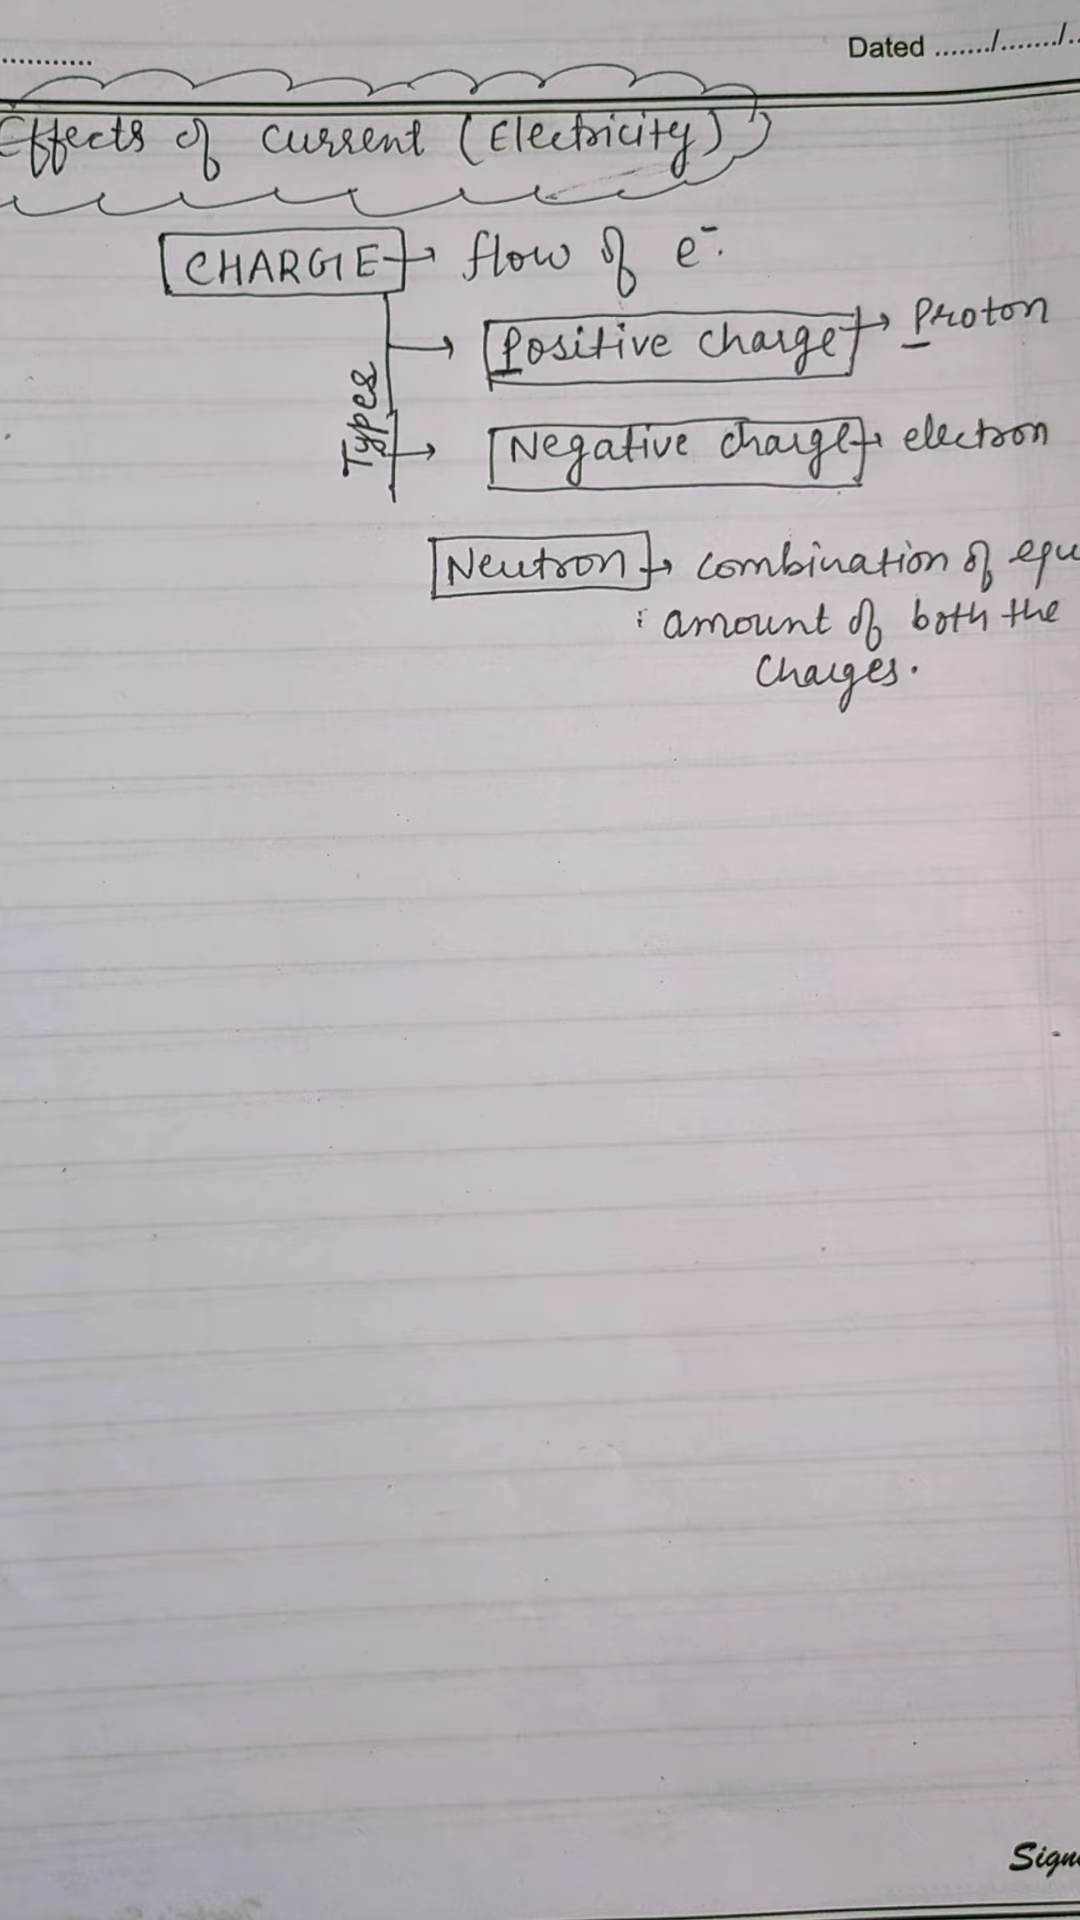 Dated ......./......./..
Effects of current (Electricity)
CHARGE → flow of e⁻.
Positive charge → Proton
Types
Negative charge → electron
Neutron → combination of equ
amount of both the
charges.
Sign